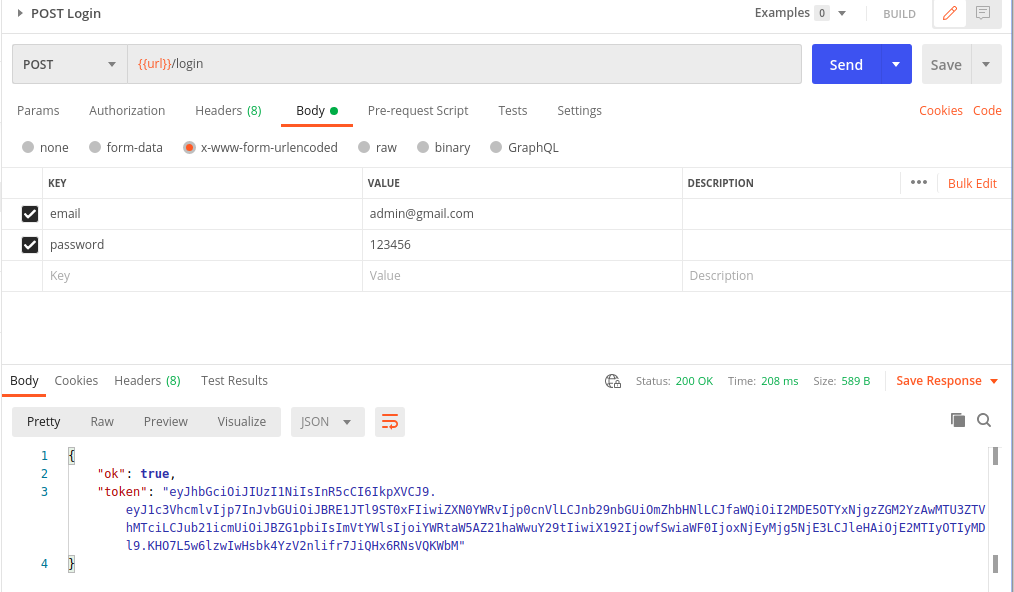 POST Login
Examples 0
BUILD
POST
{{url}}/login
Send
Save
Params Authorization Headers (8) Body Pre-request Script Tests Settings Cookies Code
none form-data x-www-form-urlencoded raw binary GraphQL
KEY VALUE DESCRIPTION ••• Bulk Edit
email admin@gmail.com
password 123456
Key Value Description
Body Cookies Headers (8) Test Results Status: 200 OK Time: 208 ms Size: 589 B Save Response
Pretty Raw Preview Visualize JSON
1 {
2 "ok": true,
3 "token": "eyJhbGciOiJIUzI1NiIsInR5cCI6IkpXVCJ9.
eyJ1c3VhcmlvIjp7InJvbGUiOiJBRE1JTl9ST0xFIiwiZXN0YWRvIjp0cnVlLCJnb29nbGUiOmZhbHNlLCJfaWQiOiI2MDE5OTYxNjgzZGM2YzAwMTU3ZTV
hMTciLCJub21icmUiOiJBZG1pbiIsImVtYWlsIjoiYWRtaW5AZ21haWwuY29tIiwiX192IjowfSwiaWF0IjoxNjEyMjg5NjE3LCJleHAiOjE2MTIyOTIyMD
l9.KHO7L5w6lzwIwHsbk4YzV2nlifr7JiQHx6RNsVQKWbM"
4 }